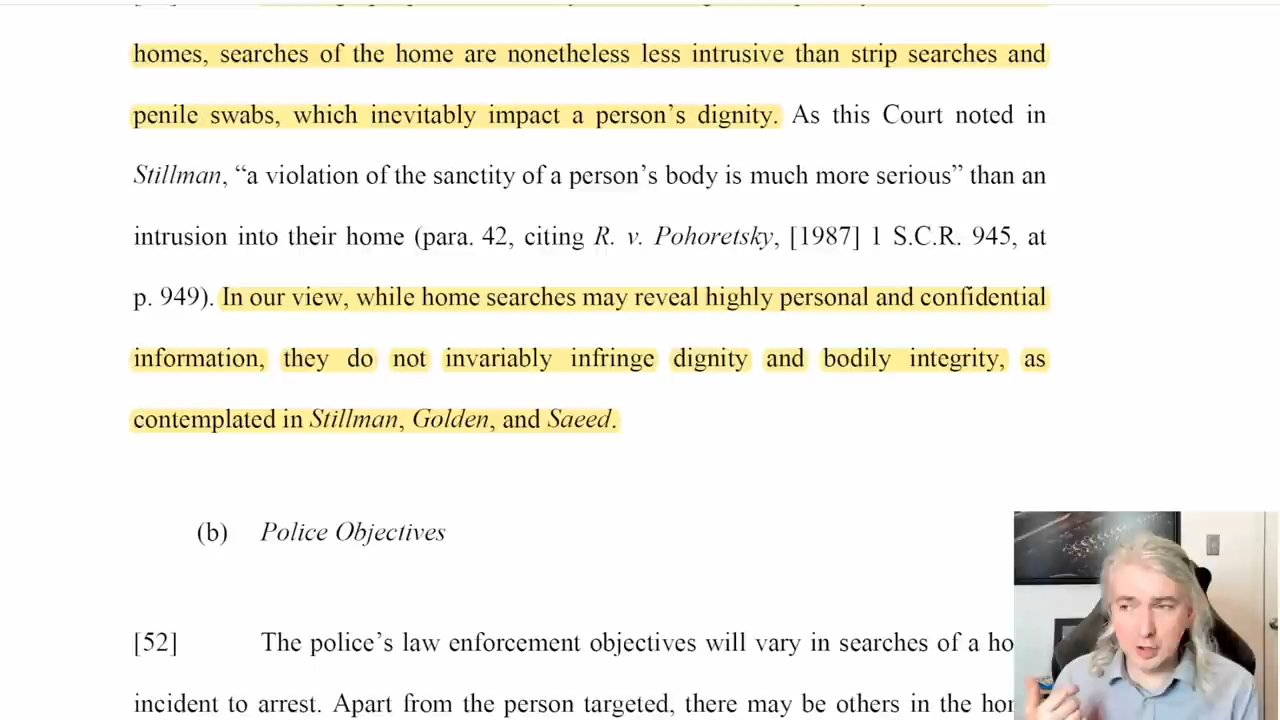 homes, searches of the home are nonetheless less intrusive than strip searches and
penile swabs, which inevitably impact a person’s dignity. As this Court noted in
Stillman, “a violation of the sanctity of a person’s body is much more serious” than an
intrusion into their home (para. 42, citing R. v. Pohoretsky, [1987] 1 S.C.R. 945, at
p. 949). In our view, while home searches may reveal highly personal and confidential
information, they do not invariably infringe dignity and bodily integrity, as
contemplated in Stillman, Golden, and Saeed.
(b) Police Objectives
[52] The police’s law enforcement objectives will vary in searches of a
incident to arrest. Apart from the person targeted, there may be others in the